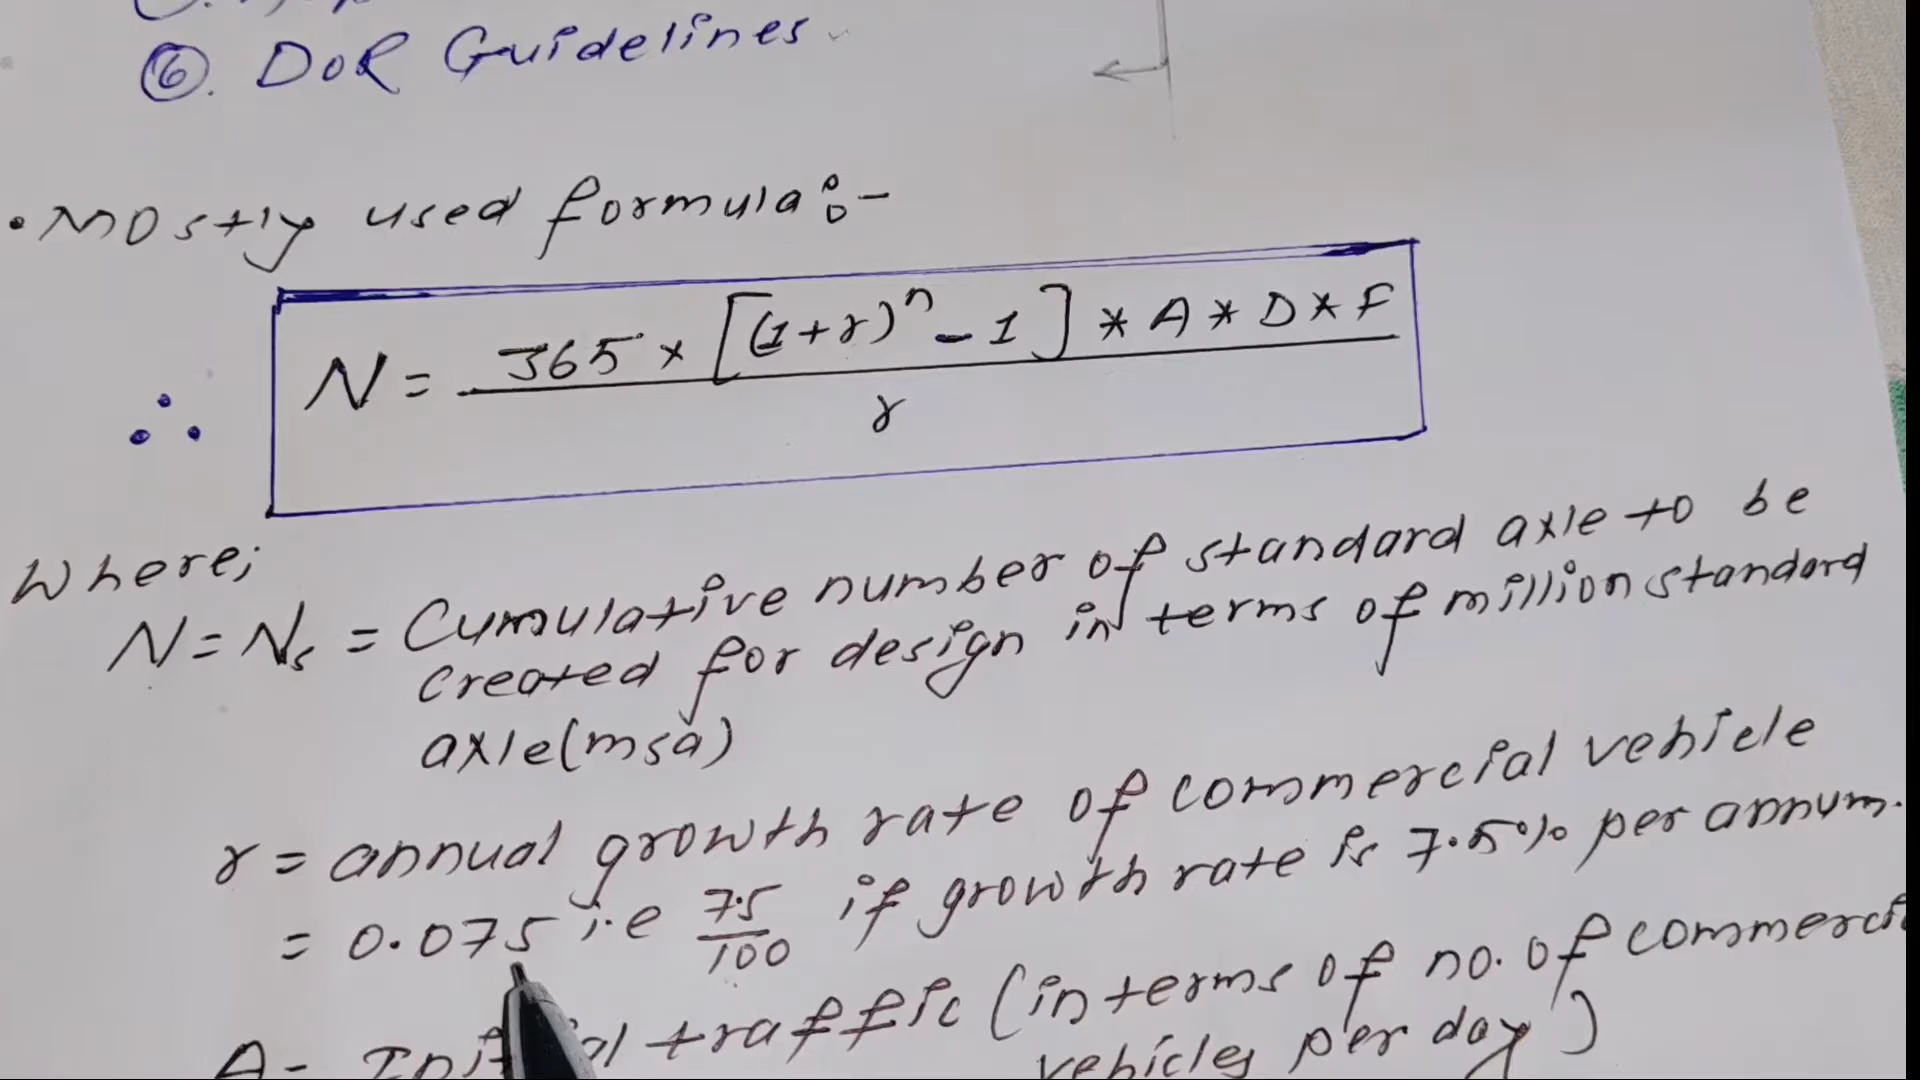 ⑥. DOR Guidelines
• Mostly used formula:-
∴ N = 365 * [(1+r)^n - 1] * A * D * F / r
Where;
N = Ns = Cumulative number of standard axle to be
created for design in terms of million standard
axle(msa)
r = annual growth rate of commercial vehicle
= 0.075 i.e 7.5/100 if growth rate is 7.5% per annum.
A = Initial traffic (in terms of no. of
vehicles per day)